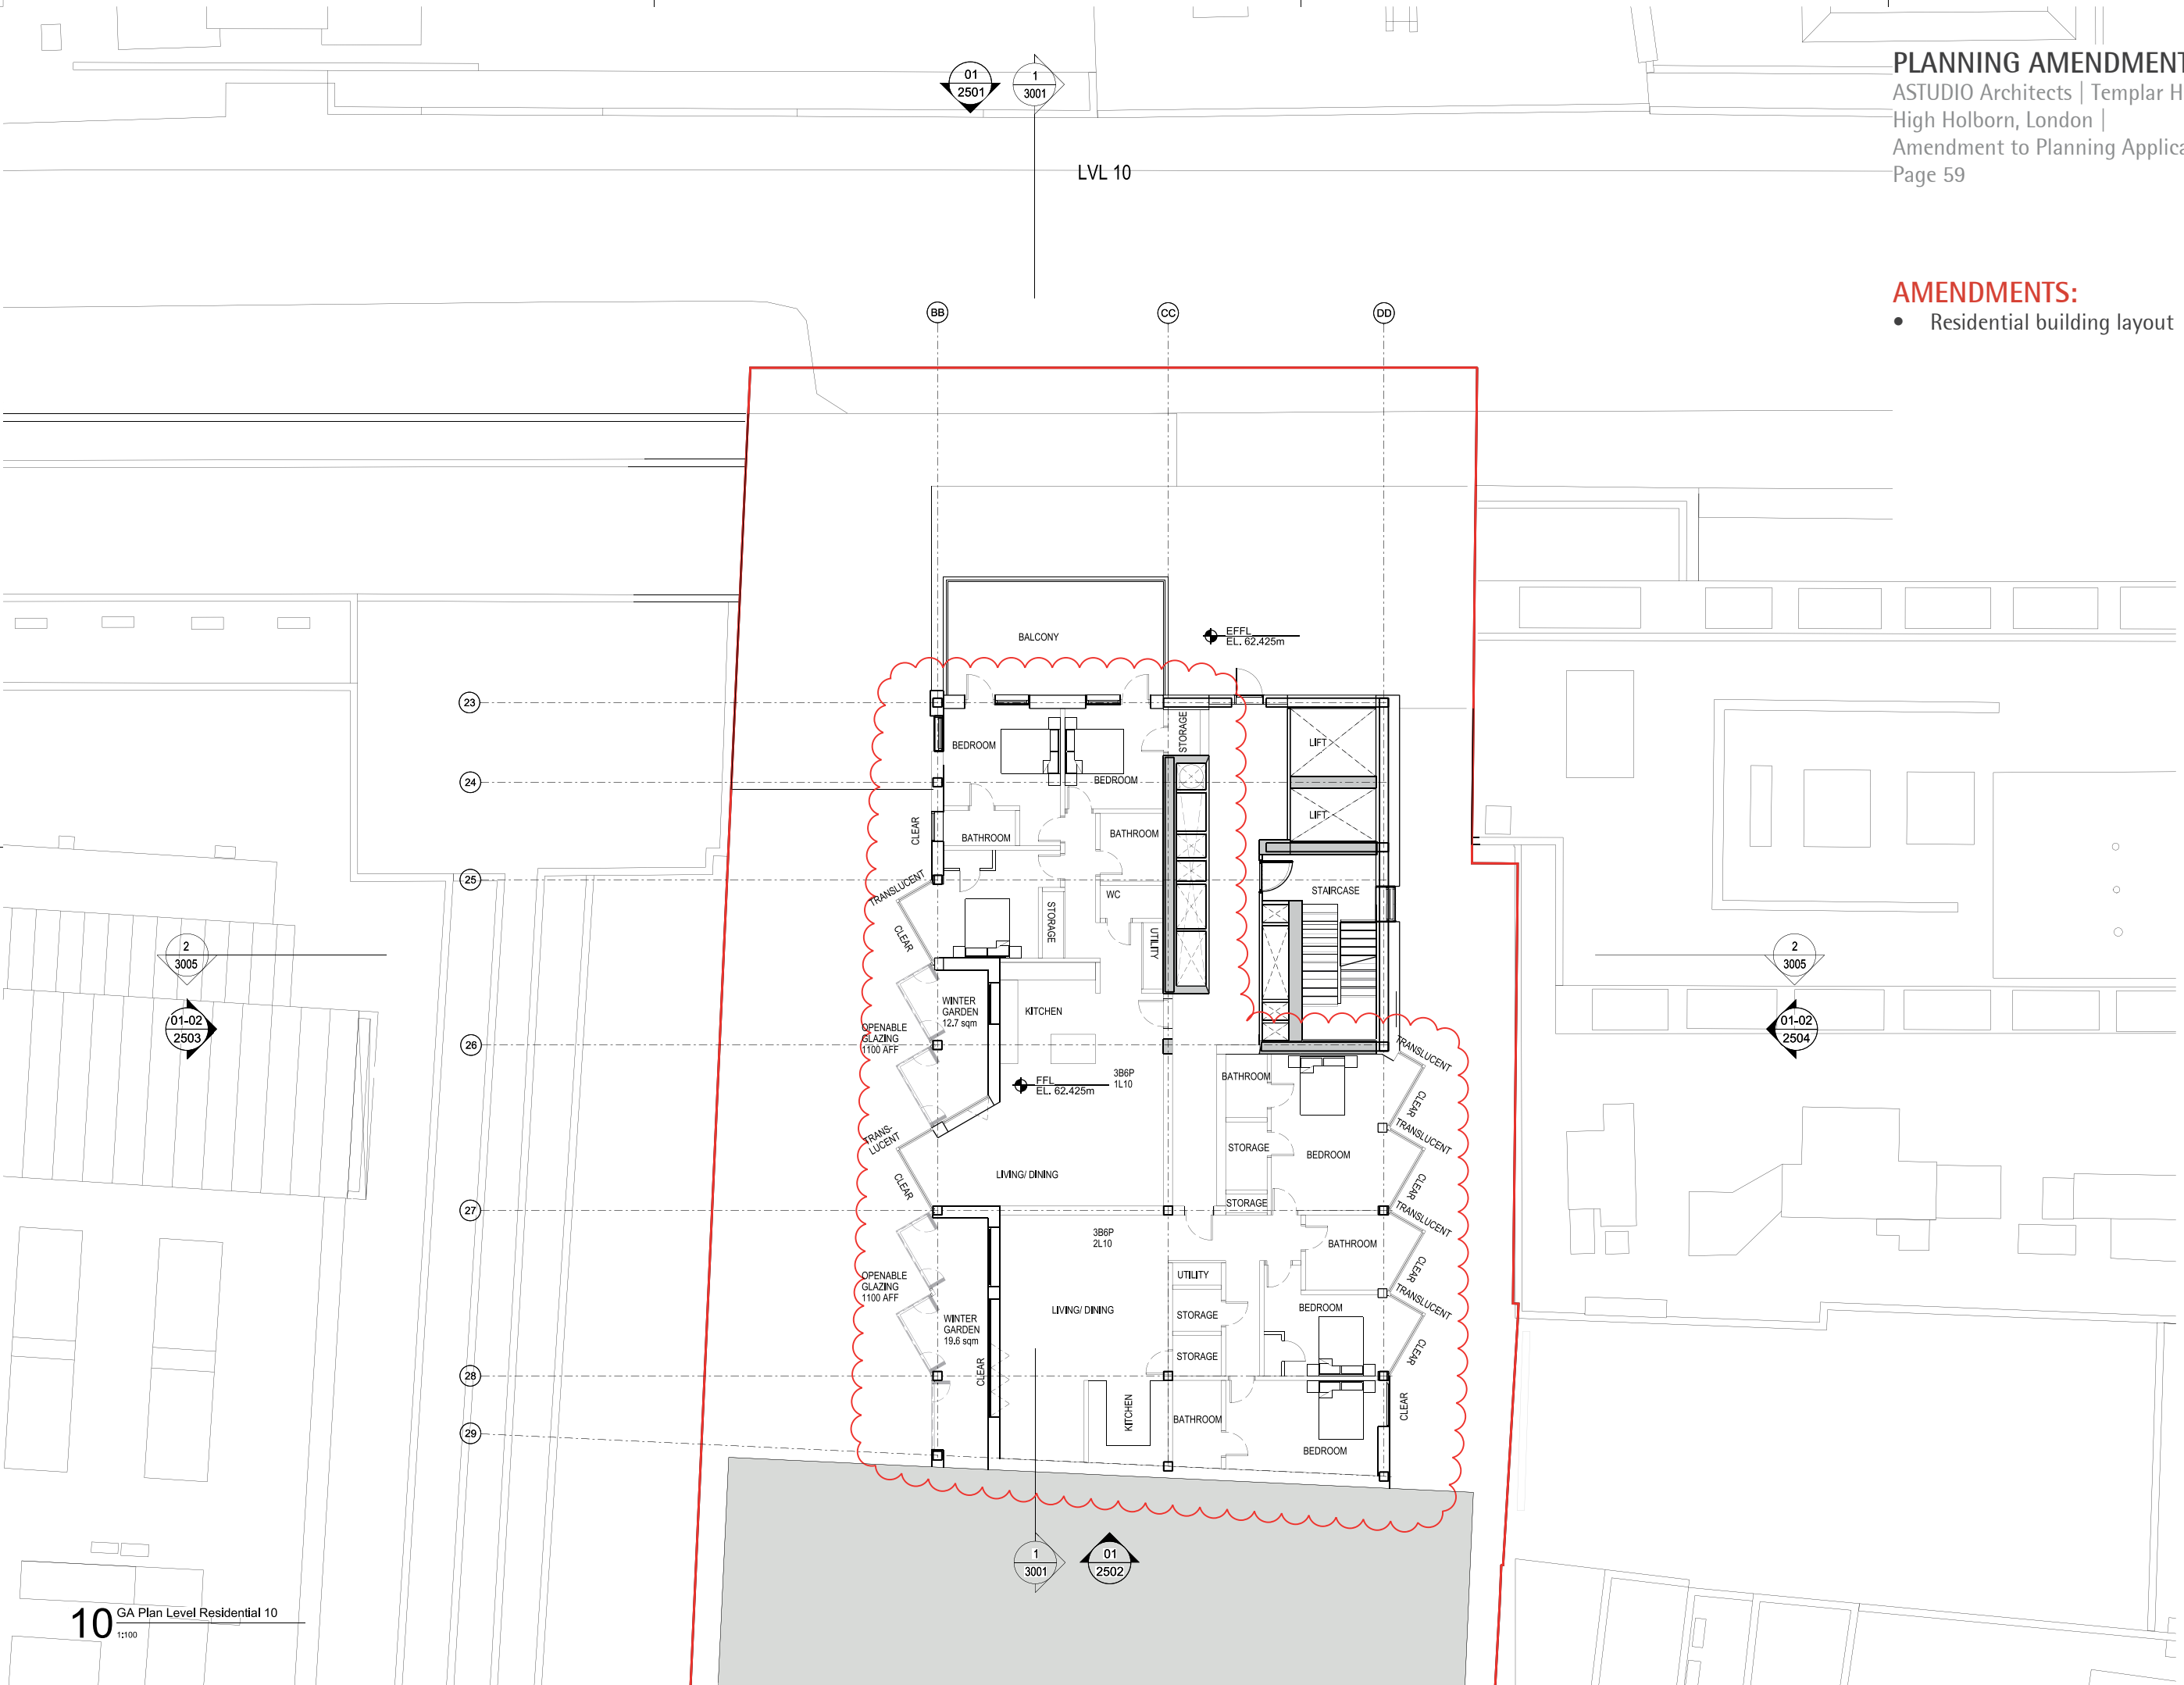 PLANNING AMENDMENT
ASTUDIO Architects | Templar H
High Holborn, London |
Amendment to Planning Applica
Page 59
AMENDMENTS:
• Residential building layout
01
2501
1
3001
LVL 10
BB
CC
DD
BALCONY
EFFL
EL. 62.425m
23
24
25
26
27
28
29
BEDROOM
BEDROOM
STORAGE
LIFT
LIFT
CLEAR
BATHROOM
BATHROOM
TRANSLUCENT
CLEAR
STORAGE
WC
UTILITY
STAIRCASE
2
3005
01-02
2503
2
3005
01-02
2504
WINTER
GARDEN
12.7 sqm
KITCHEN
OPENABLE
GLAZING
1100 AFF
FFL
EL. 62.425m
3B6P
1L10
BATHROOM
TRANSLUCENT
CLEAR
TRANSLUCENT
TRANS-
LUCENT
CLEAR
LIVING/ DINING
STORAGE
BEDROOM
STORAGE
CLEAR
TRANSLUCENT
3B6P
2L10
BATHROOM
CLEAR
TRANSLUCENT
OPENABLE
GLAZING
1100 AFF
UTILITY
WINTER
GARDEN
19.6 sqm
LIVING/ DINING
STORAGE
BEDROOM
STORAGE
CLEAR
CLEAR
KITCHEN
BATHROOM
BEDROOM
CLEAR
1
3001
01
2502
10 GA Plan Level Residential 10
1:100